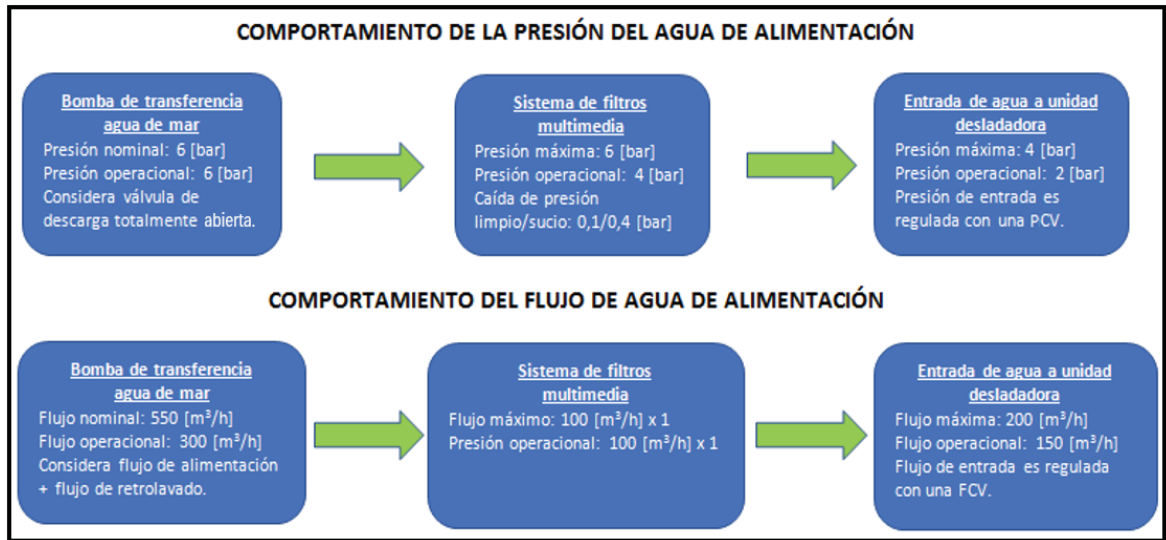 COMPORTAMIENTO DE LA PRESIÓN DEL AGUA DE ALIMENTACIÓN
Bomba de transferencia
agua de mar
Presión nominal: 6 [bar]
Presión operacional: 6 [bar]
Considera válvula de
descarga totalmente abierta.
Sistema de filtros
multimedia
Presión máxima: 6 [bar]
Presión operacional: 4 [bar]
Caída de presión
limpio/sucio: 0,1/0,4 [bar]
Entrada de agua a unidad
desladadora
Presión máxima: 4 [bar]
Presión operacional: 2 [bar]
Presión de entrada es
regulada con una PCV.
COMPORTAMIENTO DEL FLUJO DE AGUA DE ALIMENTACIÓN
Bomba de transferencia
agua de mar
Flujo nominal: 550 [m³/h]
Flujo operacional: 300 [m³/h]
Considera flujo de alimentación
+ flujo de retrolavado.
Sistema de filtros
multimedia
Flujo máximo: 100 [m³/h] x 1
Presión operacional: 100 [m³/h] x 1
Entrada de agua a unidad
desladadora
Flujo máxima: 200 [m³/h]
Flujo operacional: 150 [m³/h]
Flujo de entrada es regulada
con una FCV.